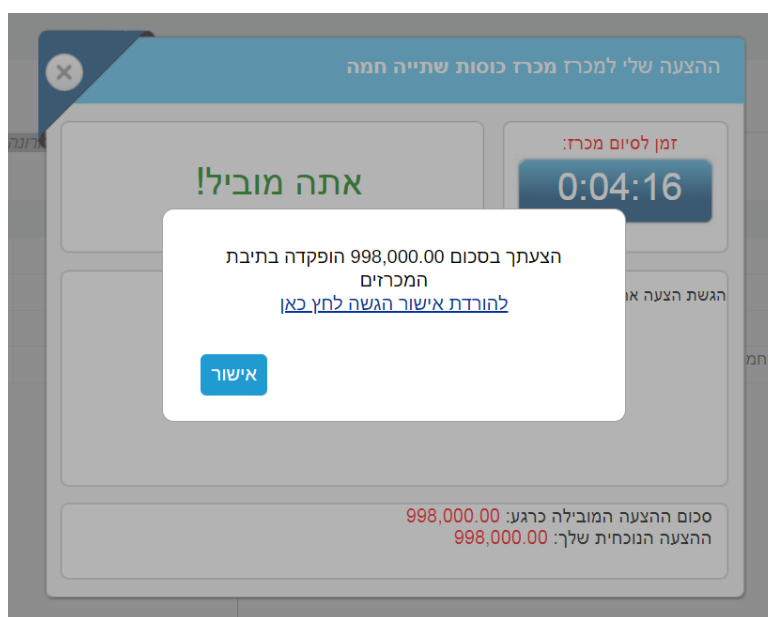 ההצעה שלי למכרז מכרז כוסות שתייה חמה
זמן לסיום מכרז:
0:04:16
אתה מוביל!
הצעתך בסכום 998,000.00 הופקדה בתיבת
המכרזים
להורדת אישור הגשה לחץ כאן
אישור
הגשת הצעה
סכום ההצעה המובילה כרגע: 998,000.00
ההצעה הנוכחית שלך: 998,000.00